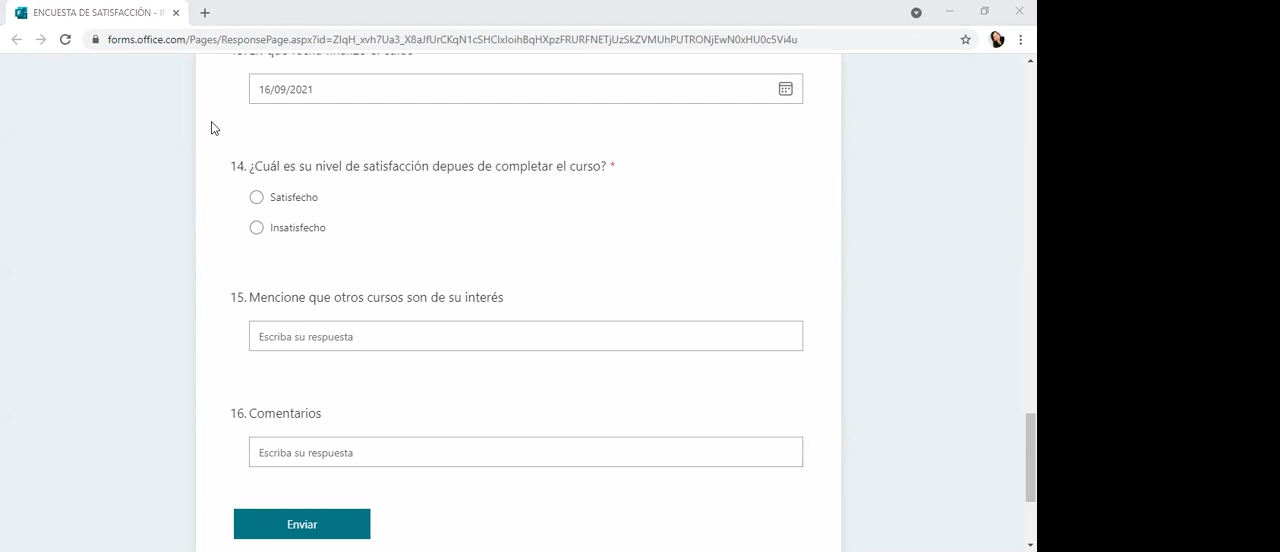 ENCUESTA DE SATISFACCIÓN - I
forms.office.com/Pages/ResponsePage.aspx?id=ZIqH_xvh7Ua3_X8aJfUrCKqN1cSHCIxIoihBqHXpzFRURFNETjUzSkZVMUhPUTRONjEwN0xHU0c5Vi4u
16/09/2021
14. ¿Cuál es su nivel de satisfacción depues de completar el curso? *
Satisfecho
Insatisfecho
15. Mencione que otros cursos son de su interés
Escriba su respuesta
16. Comentarios
Escriba su respuesta
Enviar